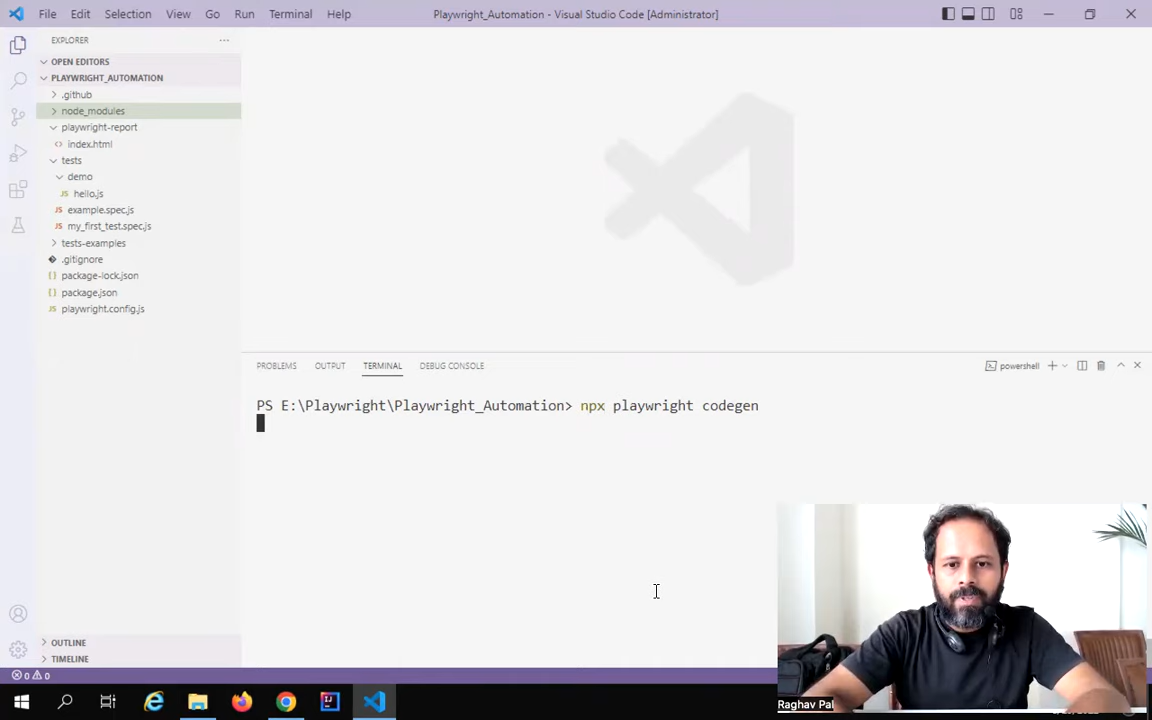 File Edit Selection View Go Run Terminal Help
Playwright_Automation - Visual Studio Code [Administrator]
EXPLORER
OPEN EDITORS
PLAYWRIGHT_AUTOMATION
.github
node_modules
playwright-report
index.html
tests
demo
hello.js
example.spec.js
my_first_test.spec.js
tests-examples
.gitignore
package-lock.json
package.json
playwright.config.js
PROBLEMS OUTPUT TERMINAL DEBUG CONSOLE
powershell
PS E:\Playwright\Playwright_Automation> npx playwright codegen
OUTLINE
TIMELINE
0 0
Raghav Pal